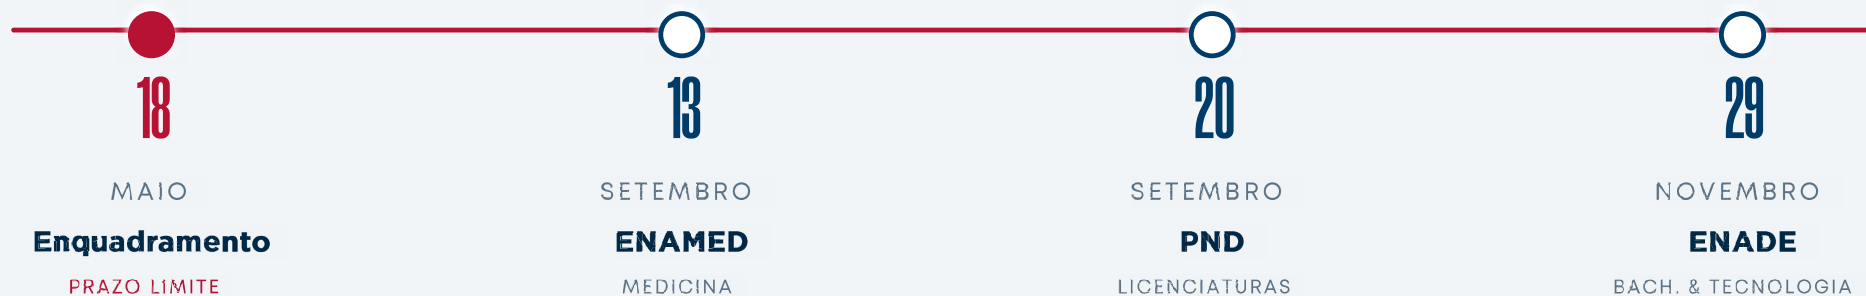 18
MAIO
Enquadramento
PRAZO LIMITE
13
SETEMBRO
ENAMED
MEDICINA
20
SETEMBRO
PND
LICENCIATURAS
29
NOVEMBRO
ENADE
BACH. & TECNOLOGIA